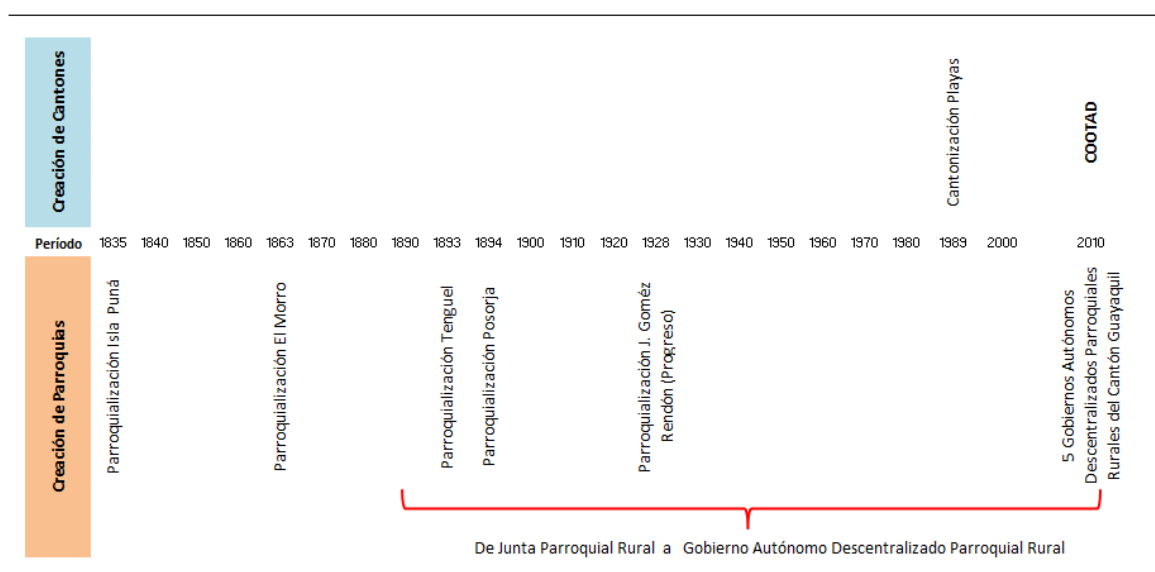 Creación de Cantones
Cantonización Playas
COOTAD
Período 1835 1840 1850 1860 1863 1870 1880 1890 1893 1894 1900 1910 1920 1928 1930 1940 1950 1960 1970 1980 1989 2000 2010
Creación de Parroquias
Parroquialización Isla Puná
Parroquialización El Morro
Parroquialización Tenguel
Parroquialización Posorja
Parroquialización J. Goméz
Rendón (Progreso)
5 Gobiernos Autónomos
Descentralizados Parroquiales
Rurales del Cantón Guayaquil
De Junta Parroquial Rural a Gobierno Autónomo Descentralizado Parroquial Rural